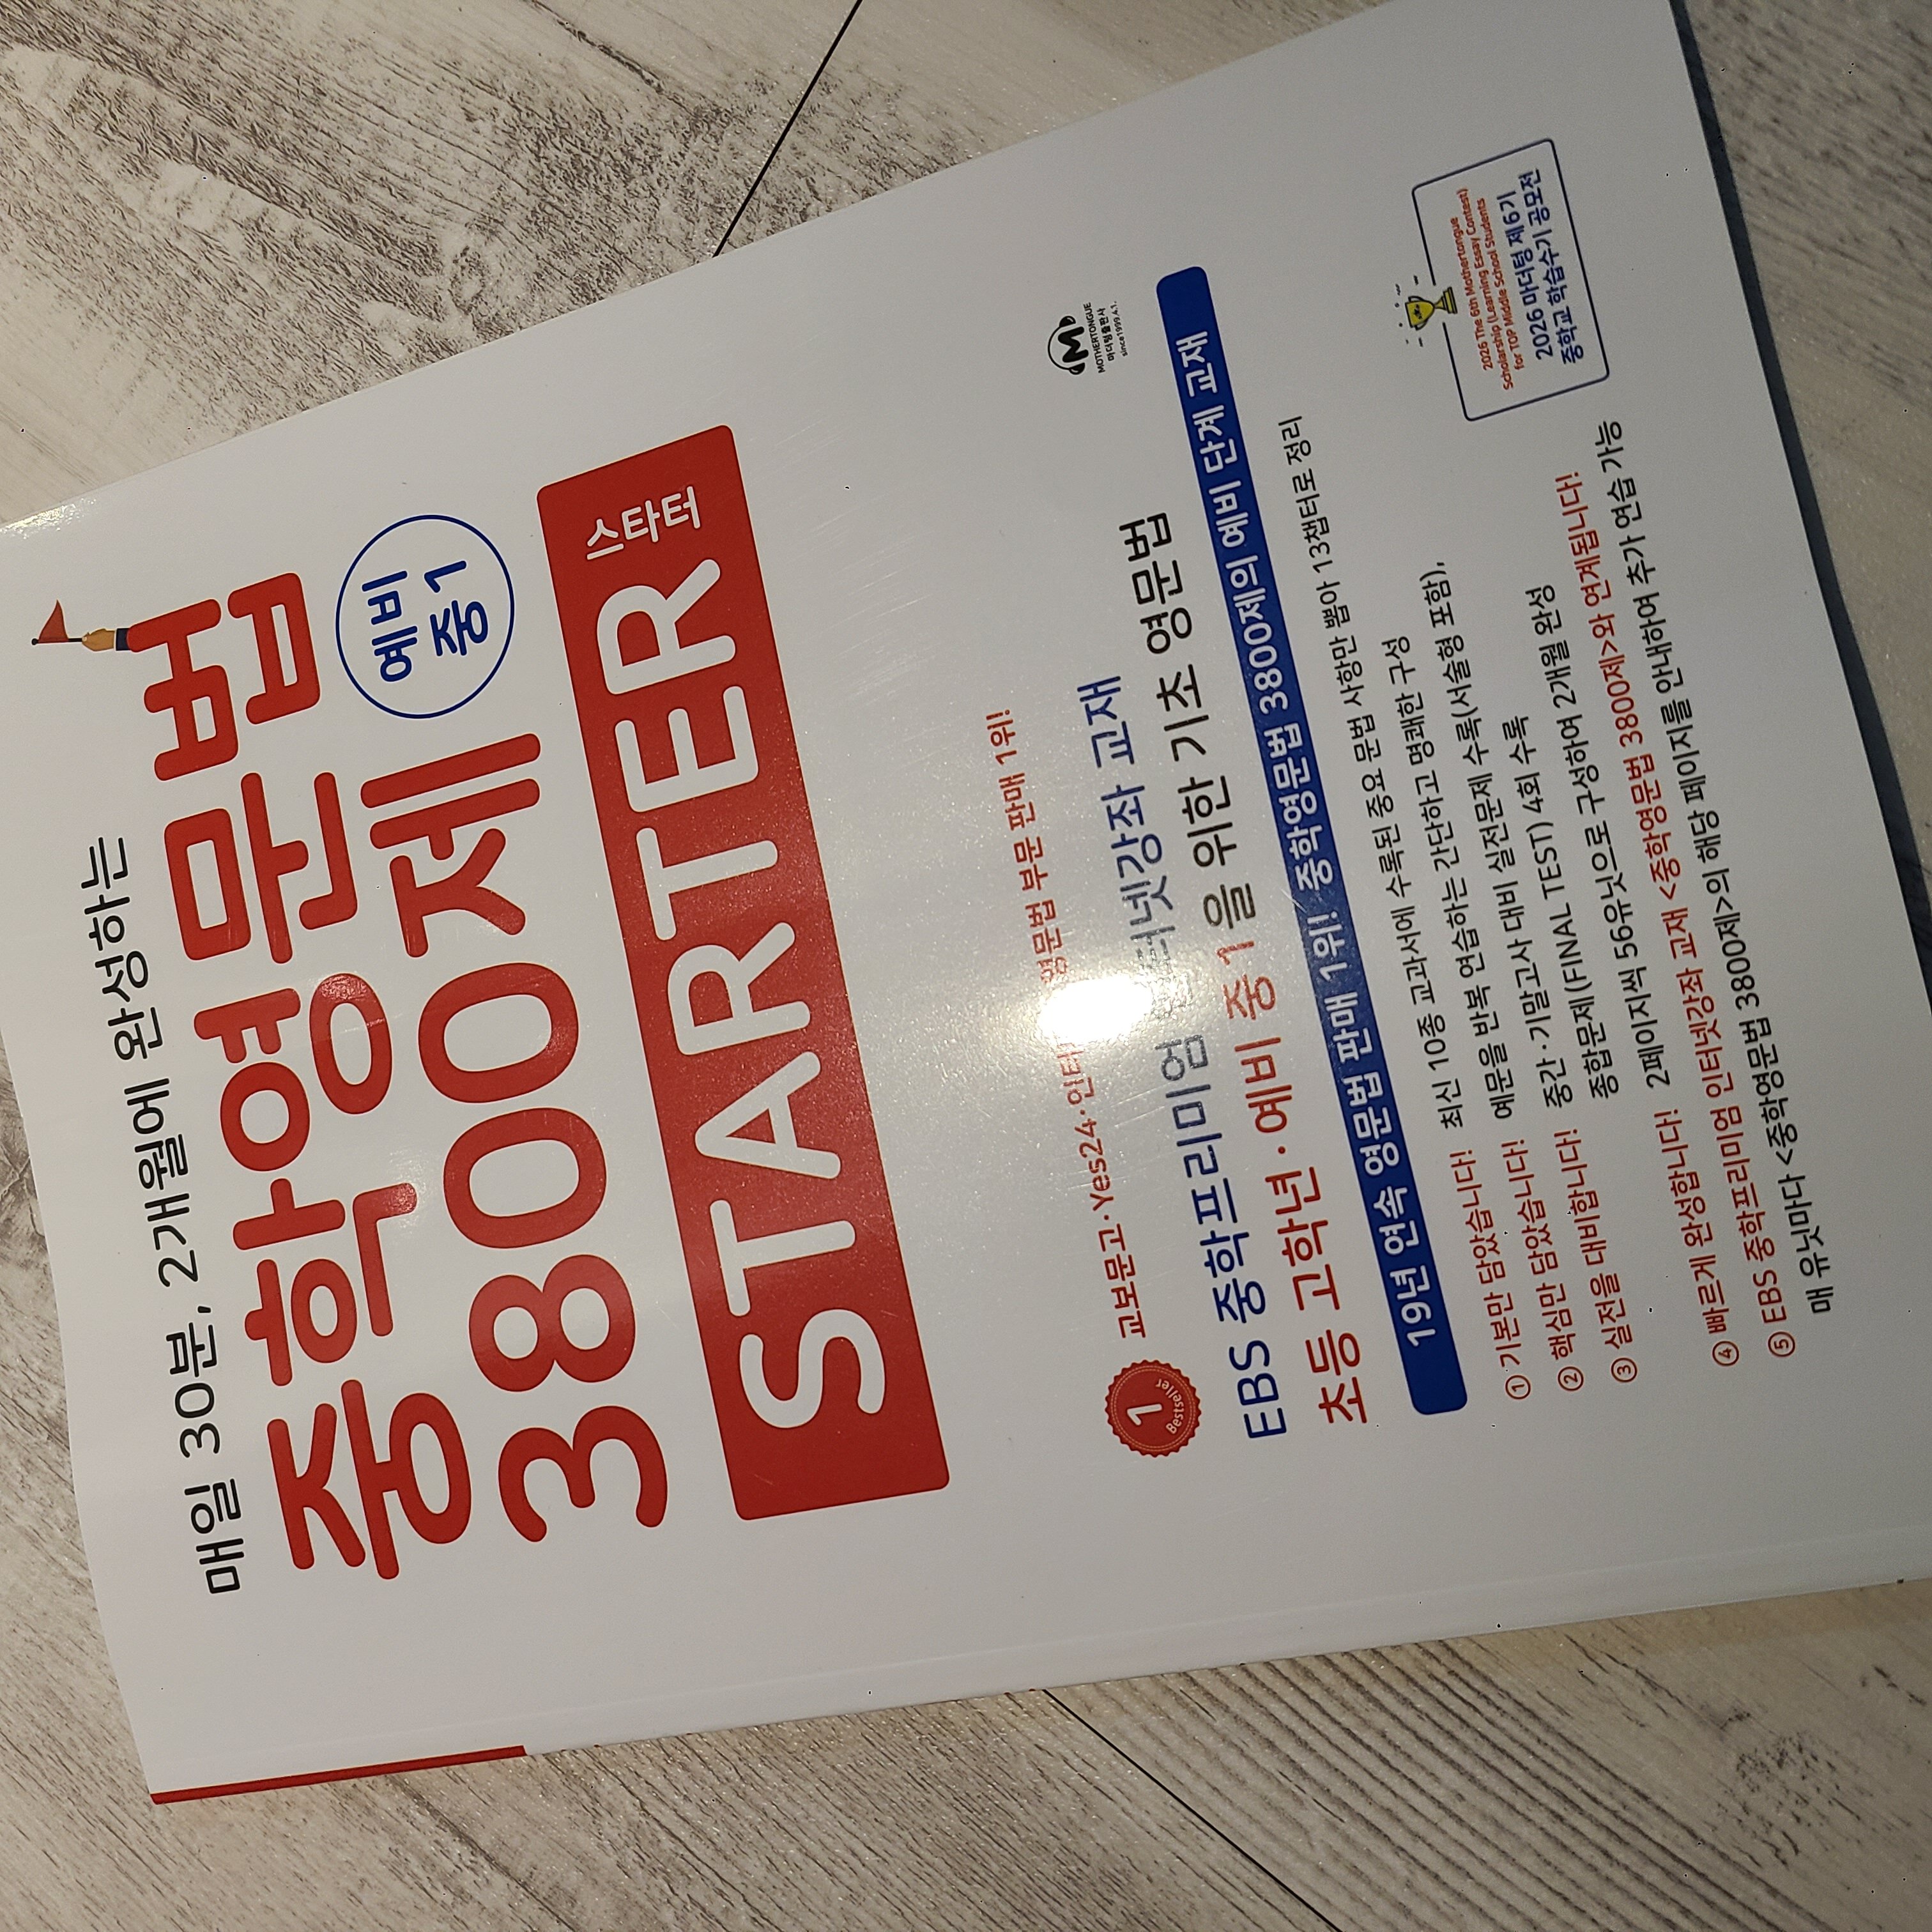 매일 30분, 2개월에 완성하는
중학영문법
3800제
예비
중1
STARTER 스타터
MOTHERTONGUE
마더텅출판사
since1999.4.1.
1
Bestseller
교보문고·Yes24·인터 영문법 부문 판매 1위!
EBS 중학프리미엄 인터넷강좌 교재
초등 고학년·예비 중1을 위한 기초 영문법
19년 연속 영문법 판매 1위! 중학영문법 3800제의 예비 단계 교재
① 기본만 담았습니다! 최신 10종 교과서에 수록된 중요 문법 사항만 뽑아 13챕터로 정리
② 핵심만 담았습니다! 예문을 반복 연습하는 간단하고 명쾌한 구성
③ 실전을 대비합니다! 중간·기말고사 대비 실전문제 수록(서술형 포함),
종합문제(FINAL TEST) 4회 수록
④ 빠르게 완성합니다! 2페이지씩 56유닛으로 구성하여 2개월 완성
⑤ EBS 중학프리미엄 인터넷강좌 교재 <중학영문법 3800제>와 연계됩니다!
매 유닛마다 <중학영문법 3800제>의 해당 페이지를 안내하여 추가 연습 가능
2026 The 6th Mothertongue
Scholarship (Learning Essay Contest)
for TOP Middle School Students
2026 마더텅 제6기
중학교 학습수기 공모전